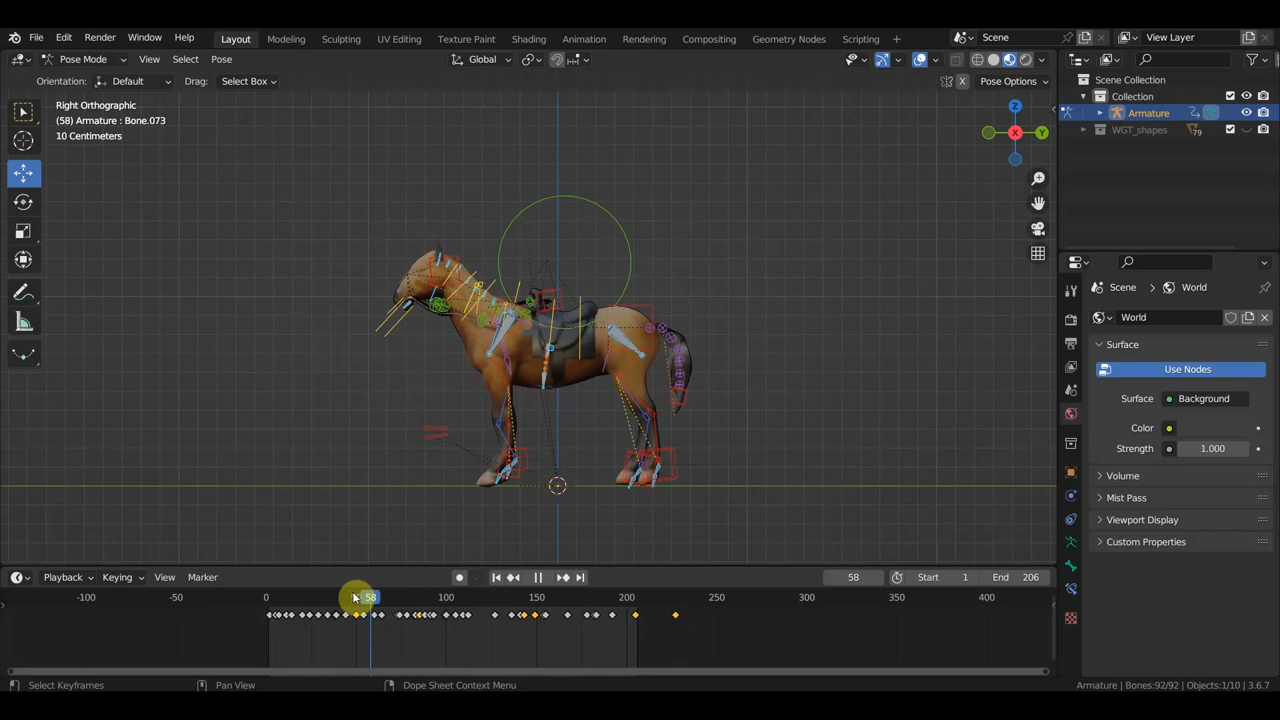 File Edit Render Window Help Layout Modeling Sculpting UV Editing Texture Paint Shading Animation Rendering Compositing Geometry Nodes Scripting + Scene View Layer
Pose Mode View Select Pose Global
Orientation: Default Drag: Select Box X Pose Options
Right Orthographic
(58) Armature : Bone.073
10 Centimeters
Z
X
Y
Scene Collection
Collection
Armature
WGT_shapes 79
Scene World
World
Surface
Use Nodes
Surface Background
Color
Strength 1.000
Volume
Mist Pass
Viewport Display
Custom Properties
Playback Keying View Marker 58 Start 1 End 206
-100 -50 0 58 100 150 200 250 300 350 400
Select Keyframes Pan View Dope Sheet Context Menu Armature | Bones:92/92 | Objects:1/10 | 3.6.7